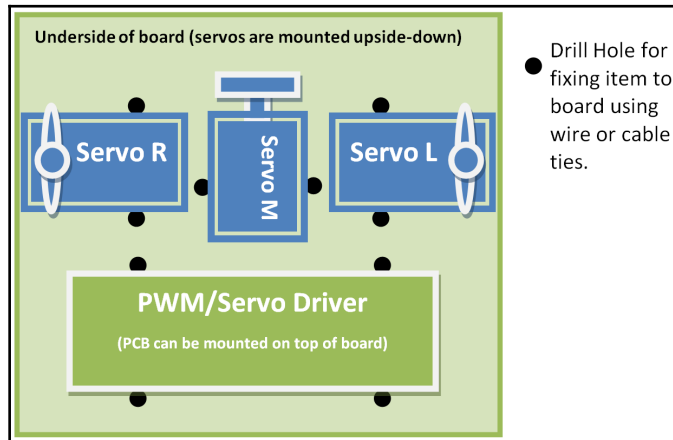 Underside of board (servos are mounted upside-down)
Servo R
Servo M
Servo L
PWM/Servo Driver
(PCB can be mounted on top of board)
Drill Hole for
fixing item to
board using
wire or cable
ties.